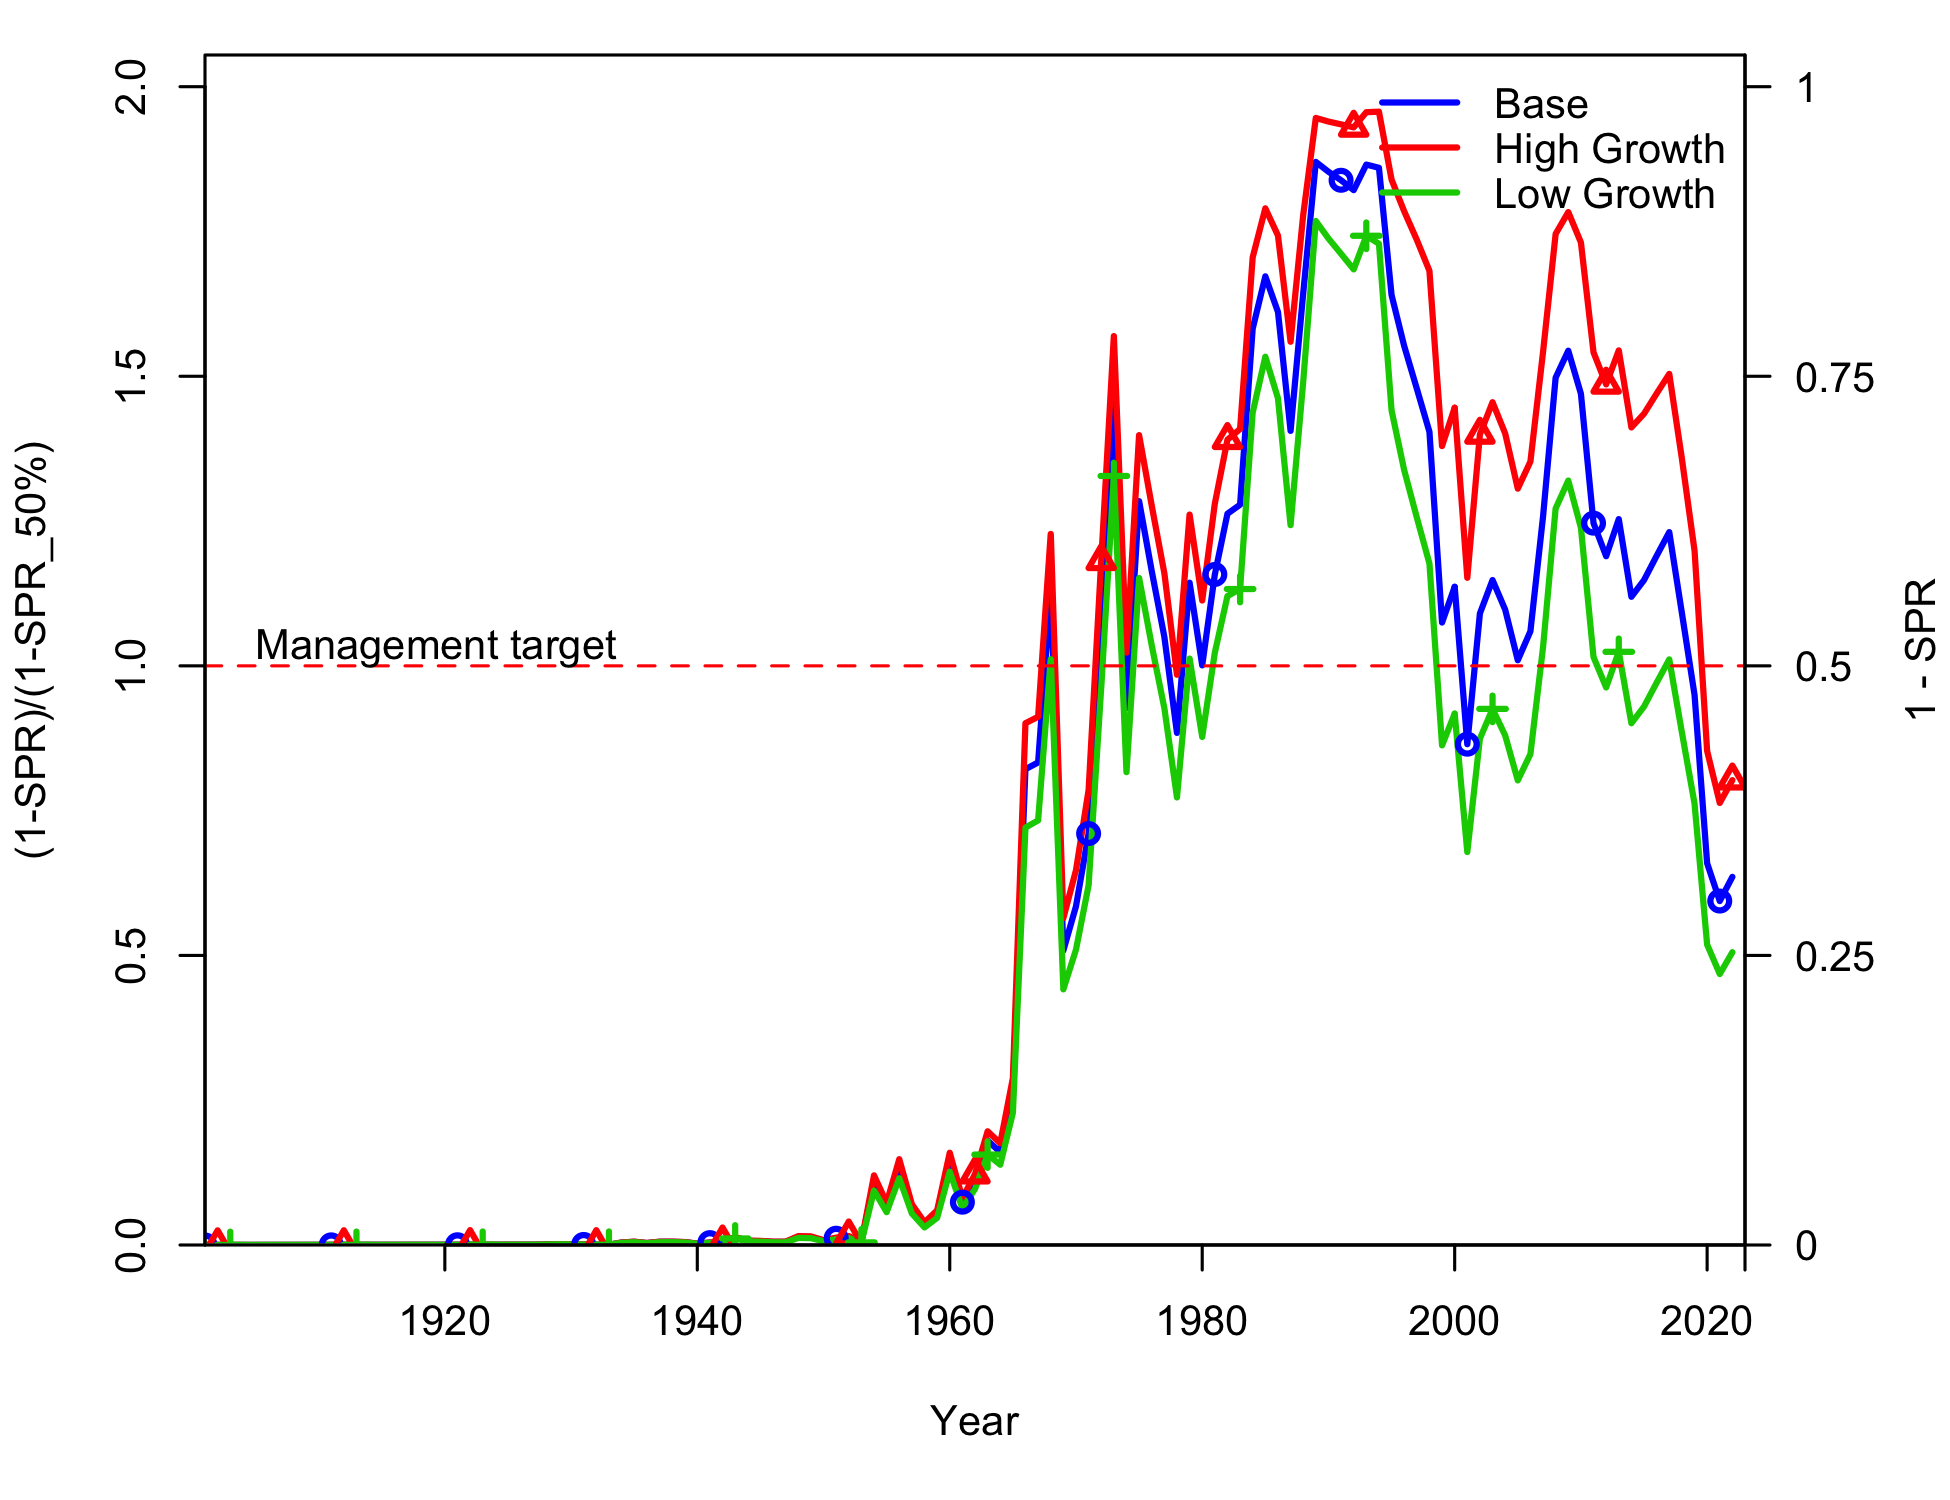 2.0
1.5
1.0
0.5
0.0
(1-SPR)/(1-SPR_50%)
Management target
Base
High Growth
Low Growth
1
0.75
0.5
0.25
0
1 - SPR
1920
1940
1960
1980
2000
2020
Year